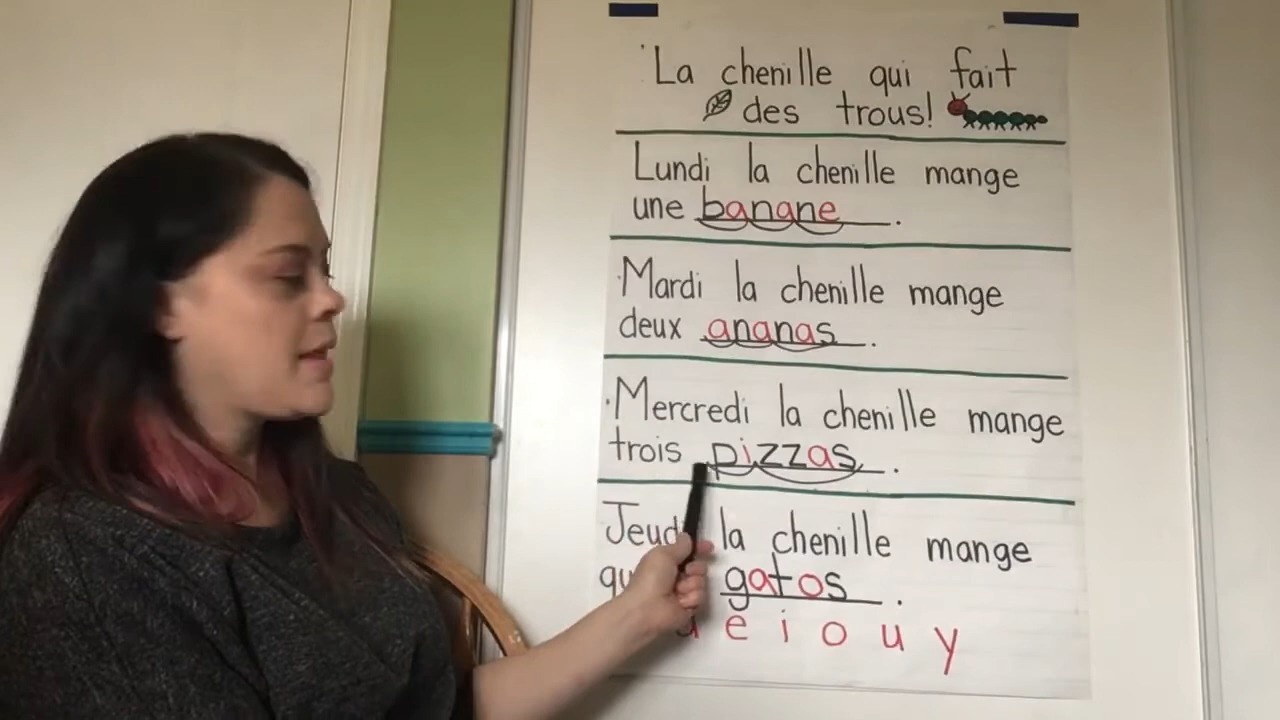 La chenille qui fait
des trous!
Lundi la chenille mange
une banane.
Mardi la chenille mange
deux ananas.
Mercredi la chenille mange
trois pizzas.
la chenille mange
gatos.
e i o u y